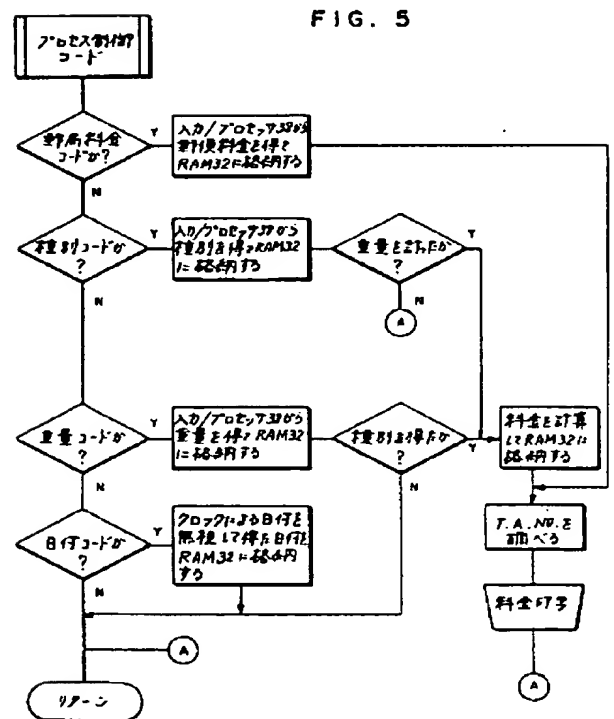 FIG. 5
プロセス制御
コード
郵便料金
コードか?
Y
入力/プロセッサ38から
郵便料金を得て
RAM32に格納する
N
種別コードか
?
Y
入力/プロセッサ38から
種別を得てRAM32
に格納する
重量を得たか
?
Y
N
A
N
重量コードか
?
Y
入力/プロセッサ38から
重量を得てRAM32
に格納する
種別を得たか
?
Y
料金を計算
してRAM32に
格納する
N
N
日付コードか
?
Y
クロックによる日付を
無視して得た日付を
RAM32に格納
する
T.A.NO.を
調べる
N
料金印字
A
A
リターン